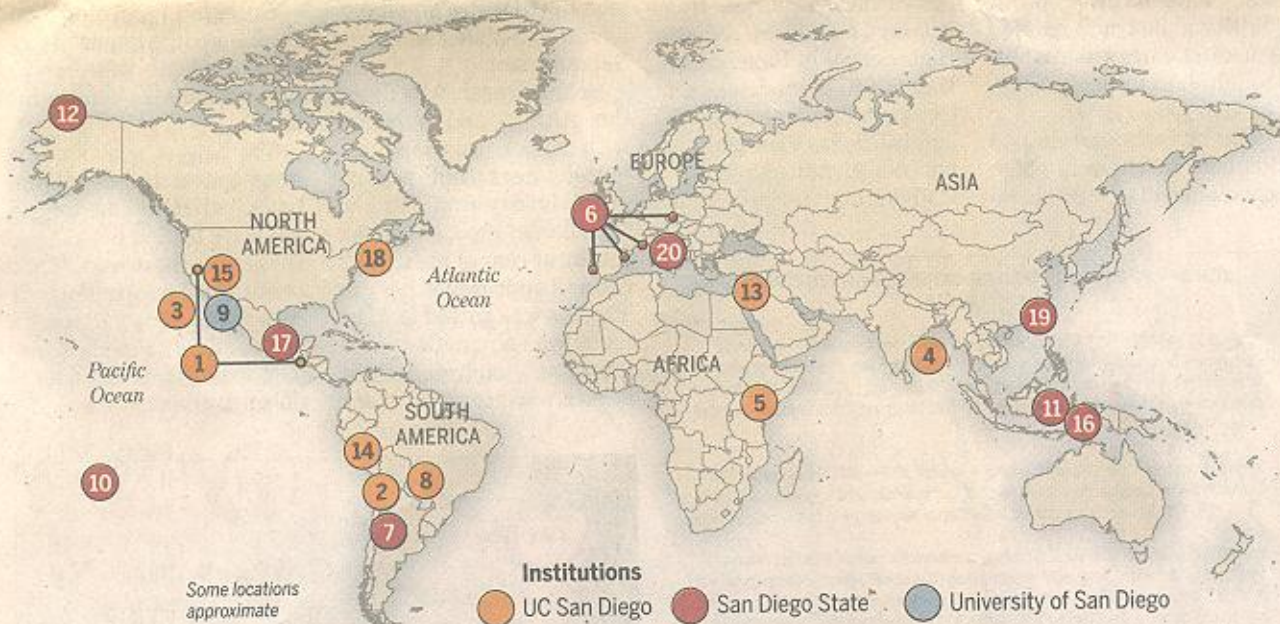 12
EUROPE
ASIA
6
NORTH
AMERICA
20
18
15
Atlantic
Ocean
13
3
9
19
17
4
1
AFRICA
Pacific
Ocean
5
11
SOUTH
AMERICA
16
14
10
8
2
7
Institutions
Some locations
approximate
UC San Diego
San Diego State
University of San Diego